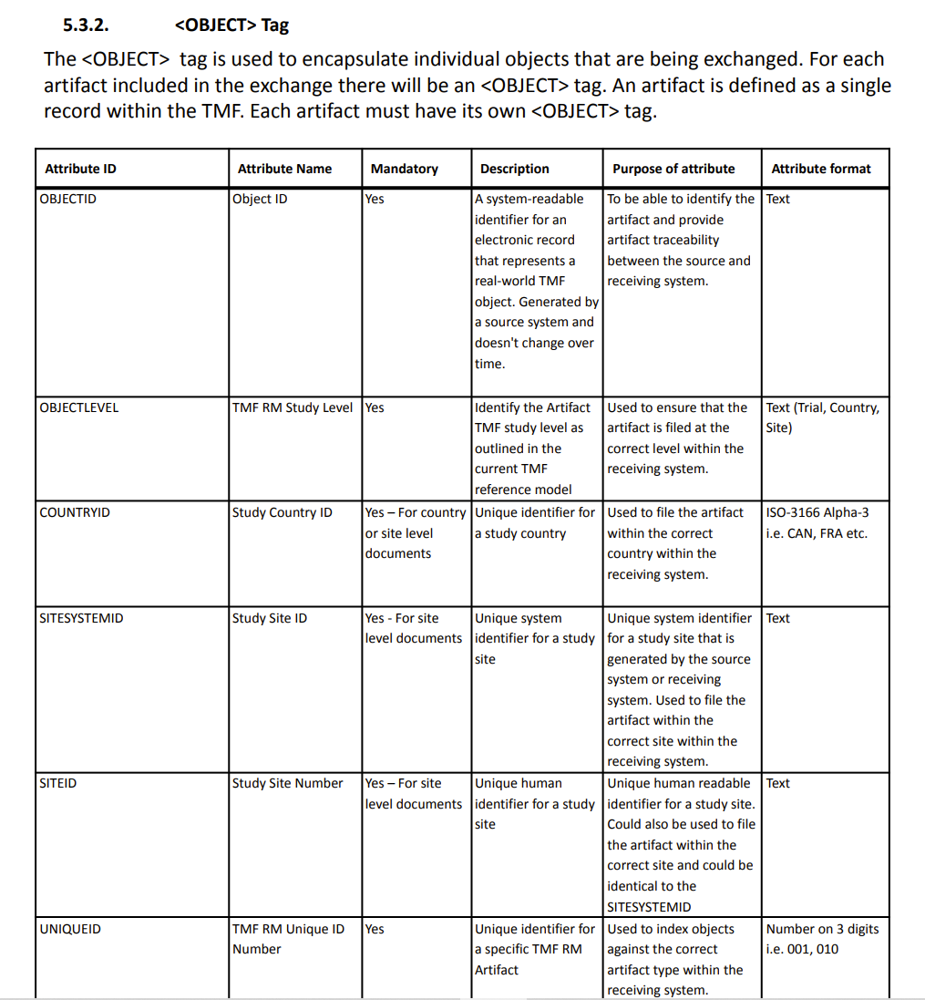 5.3.2. <OBJECT> Tag
The <OBJECT> tag is used to encapsulate individual objects that are being exchanged. For each
artifact included in the exchange there will be an <OBJECT> tag. An artifact is defined as a single
record within the TMF. Each artifact must have its own <OBJECT> tag.
Attribute ID
Attribute Name
Mandatory
Description
Purpose of attribute
Attribute format
OBJECTID
Object ID
Yes
A system-readable
identifier for an
electronic record
that represents a
real-world TMF
object. Generated by
a source system and
doesn't change over
time.
To be able to identify the
artifact and provide
artifact traceability
between the source and
receiving system.
Text
OBJECTLEVEL
TMF RM Study Level
Yes
Identify the Artifact
TMF study level as
outlined in the
current TMF
reference model
Used to ensure that the
artifact is filed at the
correct level within the
receiving system.
Text (Trial, Country,
Site)
COUNTRYID
Study Country ID
Yes – For country
or site level
documents
Unique identifier for
a study country
Used to file the artifact
within the correct
country within the
receiving system.
ISO-3166 Alpha-3
i.e. CAN, FRA etc.
SITESYSTEMID
Study Site ID
Yes - For site
level documents
Unique system
identifier for a study
site
Unique system identifier
for a study site that is
generated by the source
system or receiving
system. Used to file the
artifact within the
correct site within the
receiving system.
Text
SITEID
Study Site Number
Yes – For site
level documents
Unique human
identifier for a study
site
Unique human readable
identifier for a study site.
Could also be used to file
the artifact within the
correct site and could be
identical to the
SITESYSTEMID
Text
UNIQUEID
TMF RM Unique ID
Number
Yes
Unique identifier for
a specific TMF RM
Artifact
Used to index objects
against the correct
artifact type within the
receiving system.
Number on 3 digits
i.e. 001, 010